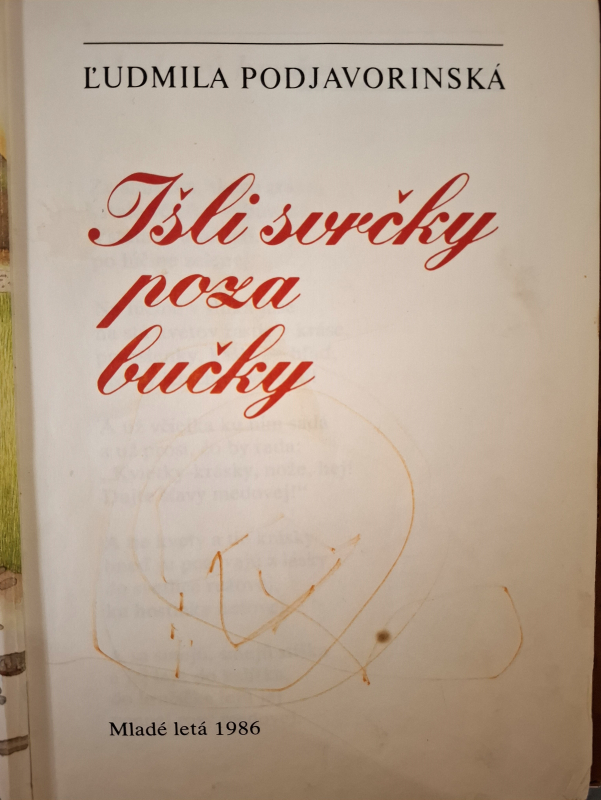 ĽUDMILA PODJAVORINSKÁ
Išli svrčky
poza
bučky
Mladé letá 1986